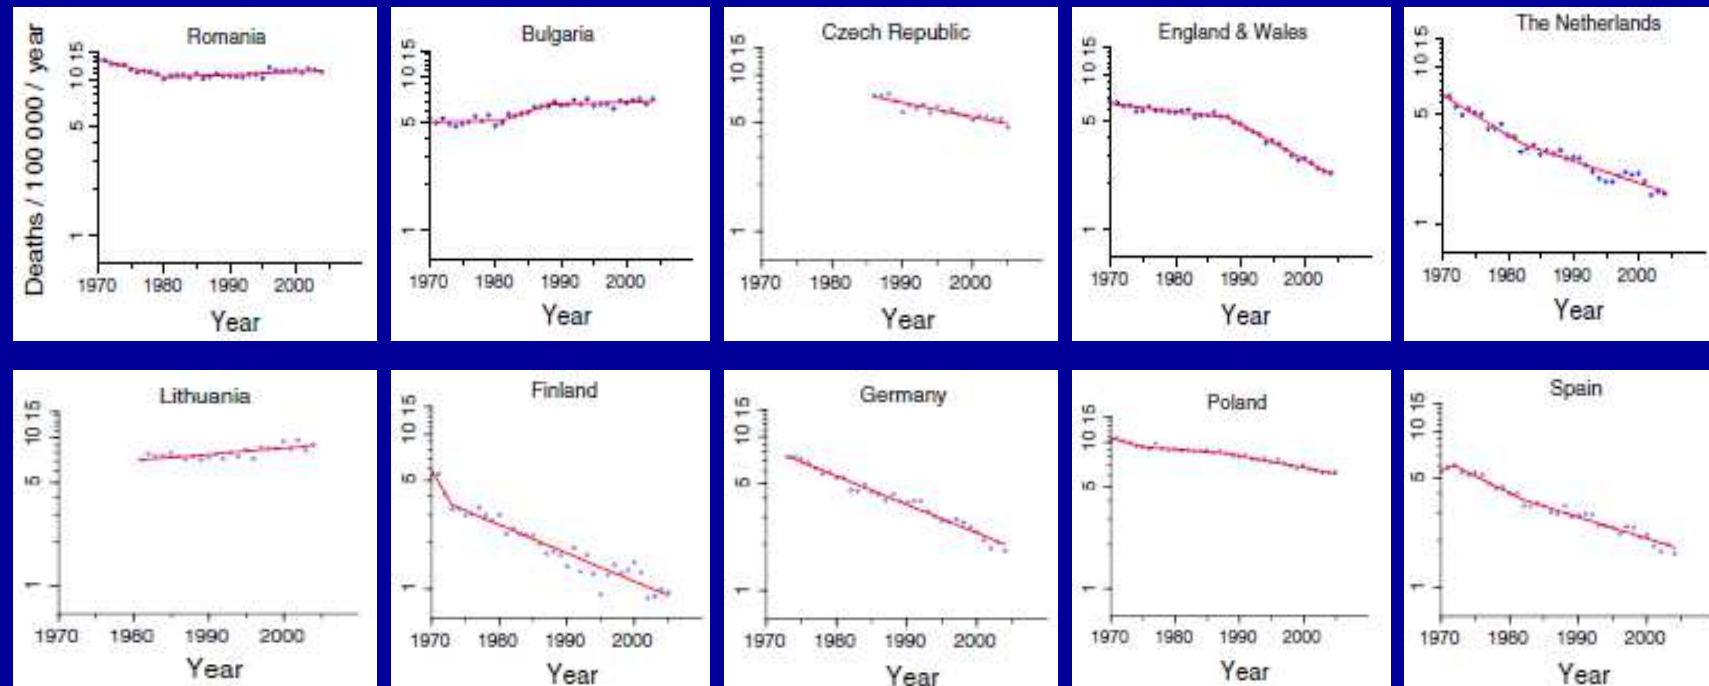 Deaths / 100 000 / year
Romania
10 15
5
1
1970 1980 1990 2000
Year
Bulgaria
10 15
5
1
1970 1980 1990 2000
Year
Czech Republic
10 15
5
1
1970 1980 1990 2000
Year
England & Wales
10 15
5
1
1970 1980 1990 2000
Year
The Netherlands
10 15
5
1
1970 1980 1990 2000
Year
Lithuania
10 15
5
1
1970 1980 1990 2000
Year
Finland
10 15
5
1
1970 1980 1990 2000
Year
Germany
10 15
5
1
1970 1980 1990 2000
Year
Poland
10 15
5
1
1970 1980 1990 2000
Year
Spain
10 15
5
1
1970 1980 1990 2000
Year